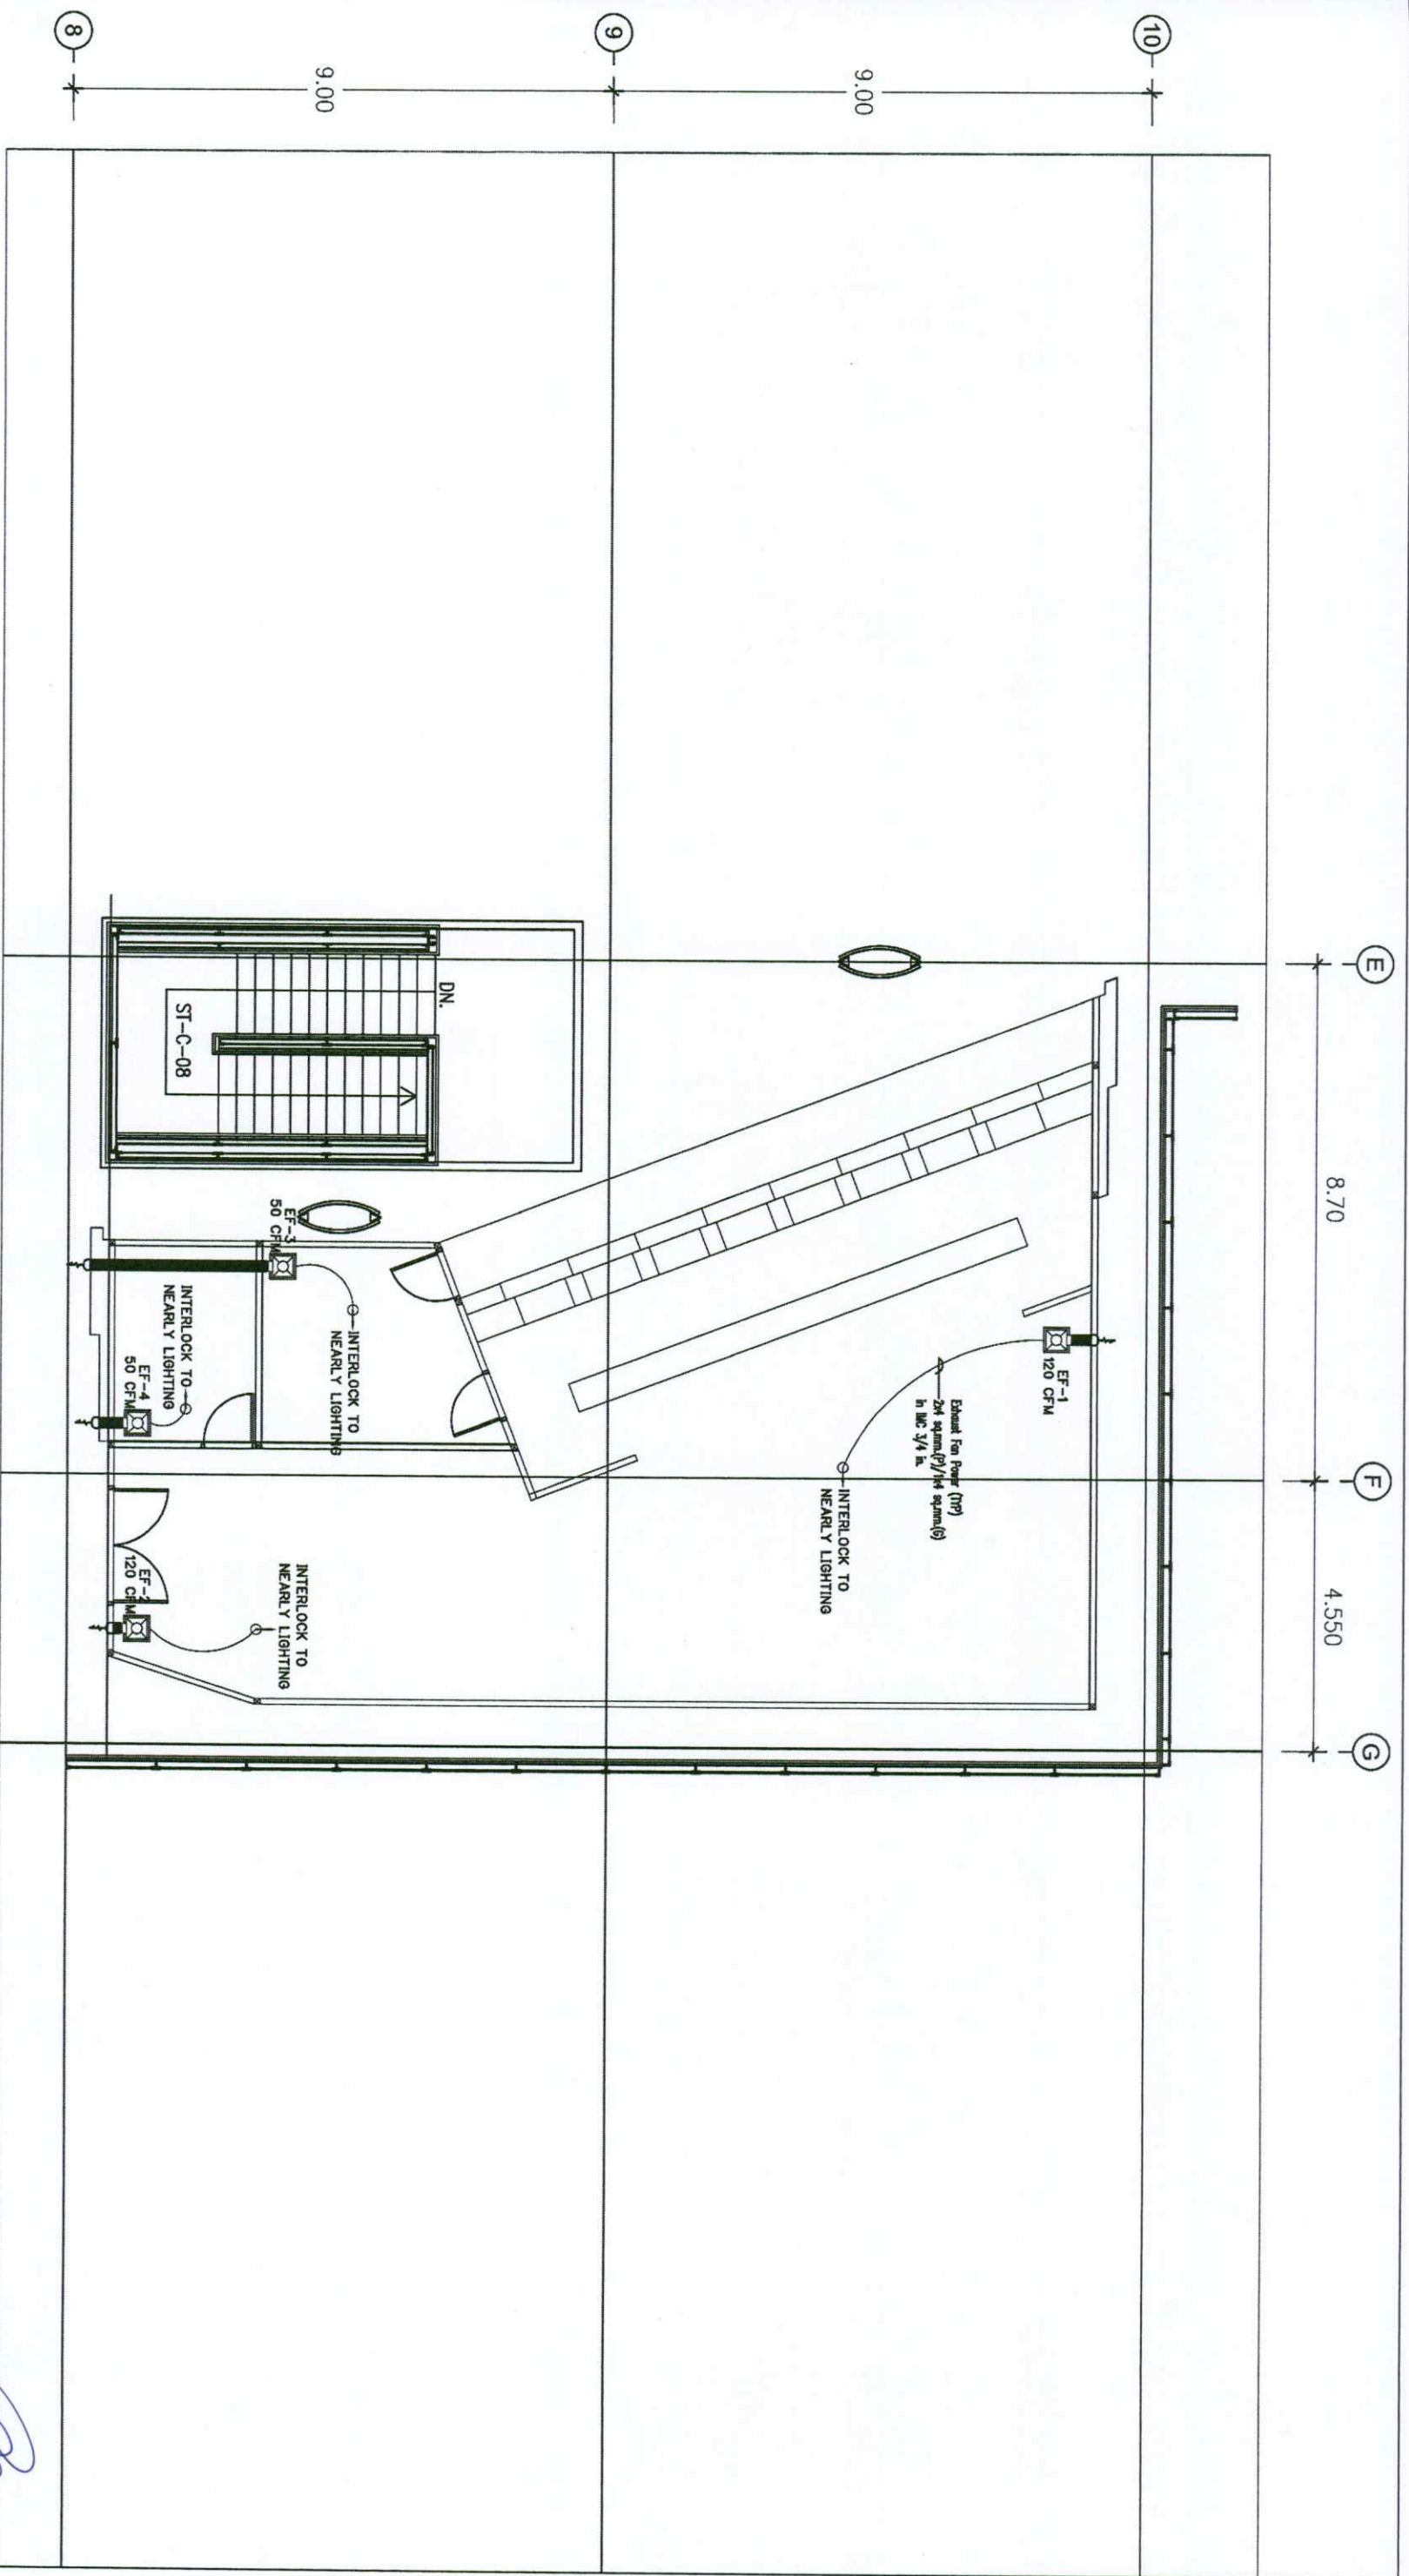 E
F
G
8.70
4.550
10
9
8
9.00
9.00
EF-1
120 CFM
Exhaust Fan Power (TYP)
2x4 sq.mm.(P)/1x4 sq.mm.(G)
in IMC 3/4 in.
INTERLOCK TO
NEARLY LIGHTING
DN.
ST-C-08
EF-3
50 CFM
INTERLOCK TO
NEARLY LIGHTING
INTERLOCK TO
NEARLY LIGHTING
EF-4
50 CFM
INTERLOCK TO
NEARLY LIGHTING
EF-2
120 CFM